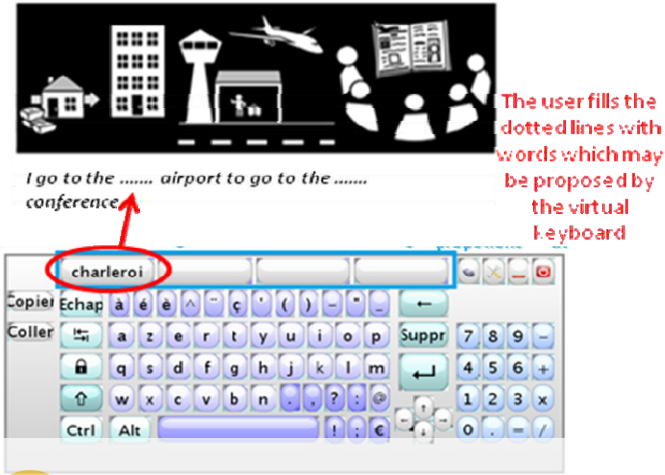 The user fills the
dotted lines with
words which may
be proposed by
the virtual
keyboard
I go to the ....... airport to go to the .......
conference
charleroi
Copier Echap à é è ^ ¨ ç ' ( ) - " _ ←
Coller a z e r t y u i o p Suppr 7 8 9 -
q s d f g h j k l m 4 5 6 +
w x c v b n . , ? : @ 1 2 3 x
Ctrl Alt ! ; € 0 . = /